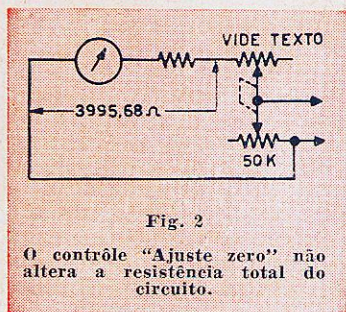 VIDE TEXTO
3995,68 Ω
50 K
Fig. 2
O contrôle "Ajuste zero" não
altera a resistência total do
circuito.